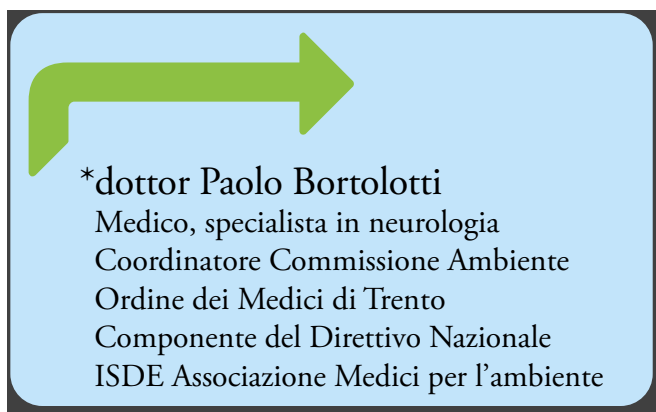 *dottor Paolo Bortolotti
Medico, specialista in neurologia
Coordinatore Commissione Ambiente
Ordine dei Medici di Trento
Componente del Direttivo Nazionale
ISDE Associazione Medici per l’ambiente